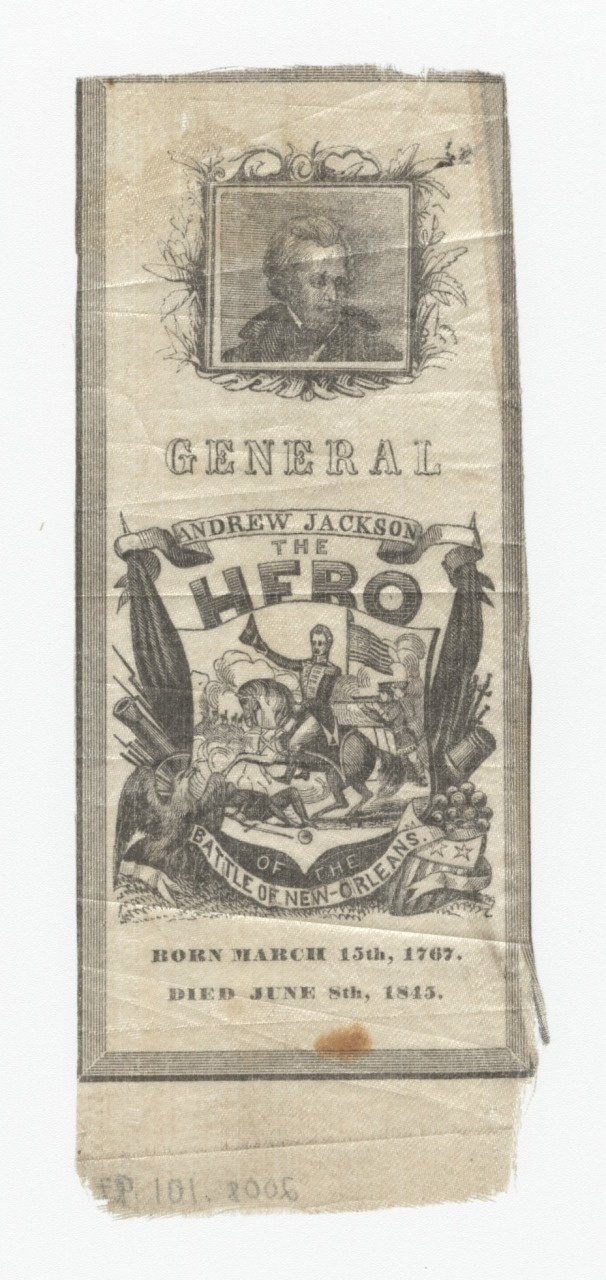 GENERAL
ANDREW JACKSON
THE
HERO
OF THE
BATTLE OF NEW-ORLEANS.
BORN MARCH 15th, 1767.
DIED JUNE 8th, 1845.